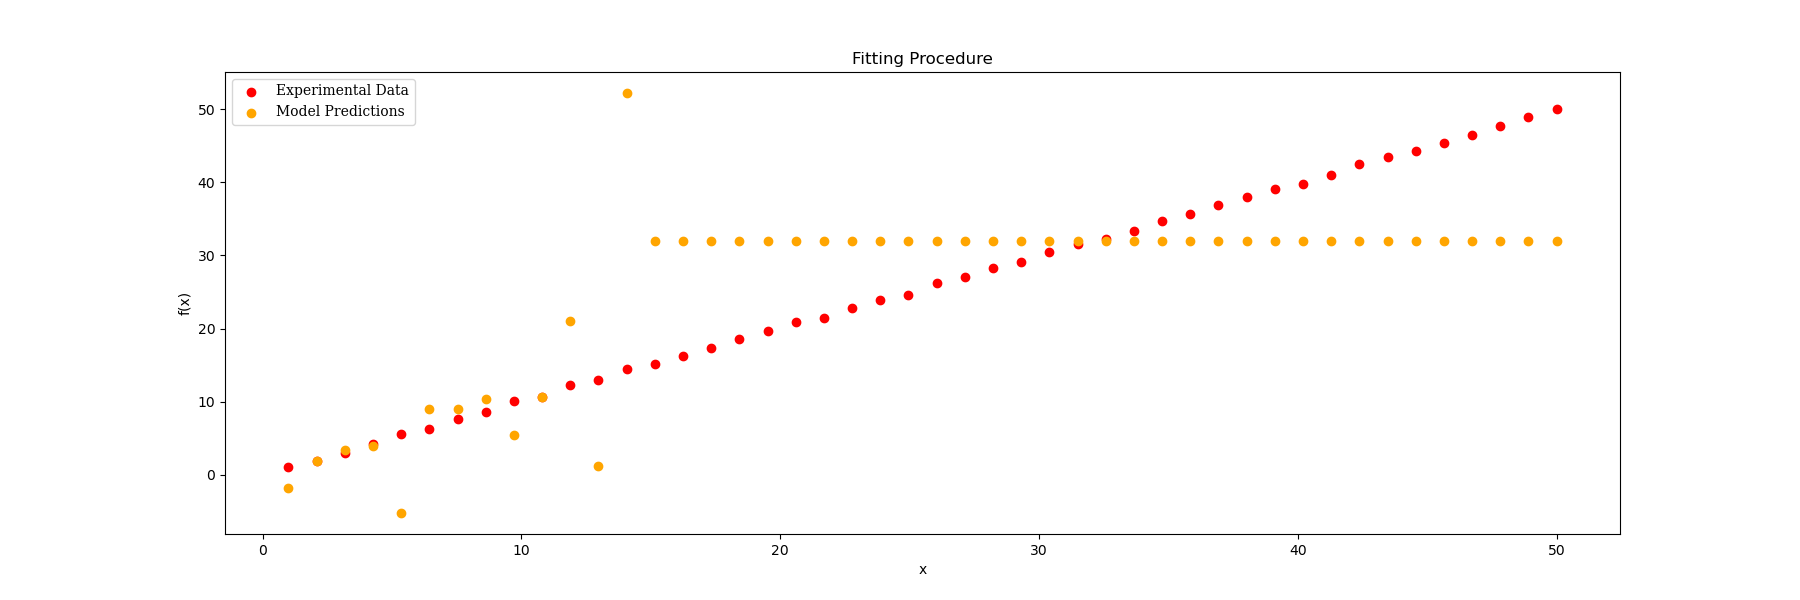 Fitting Procedure
Experimental Data
Model Predictions
50
40
30
20
10
0
f(x)
0 10 20 30 40 50
x